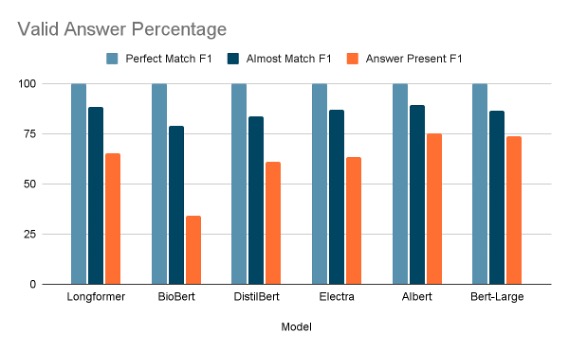 Valid Answer Percentage
Perfect Match F1 Almost Match F1 Answer Present F1
100
75
50
25
0
Longformer BioBert DistilBert Electra Albert Bert-Large
Model